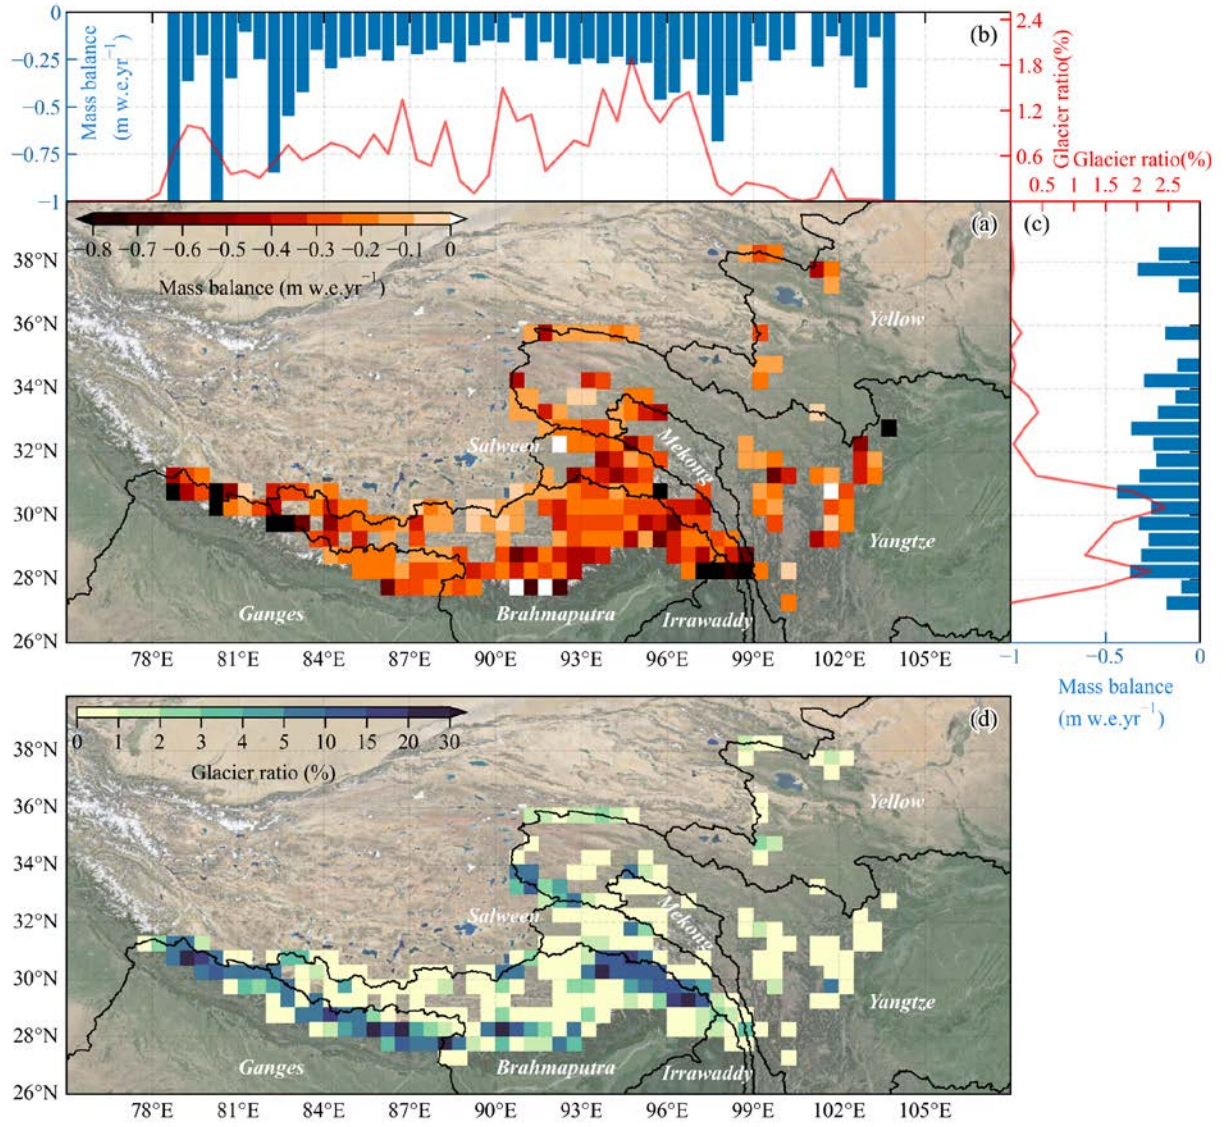 0
−0.25
−0.5
−0.75
−1
Mass balance
(m w.e.yr−1)
(b)
2.4
1.8
1.2
0.6
Glacier ratio(%)
Glacier ratio(%)
0.5 1 1.5 2 2.5
(a)
(c)
−0.8 −0.7 −0.6 −0.5 −0.4 −0.3 −0.2 −0.1 0
Mass balance (m w.e.yr−1)
38°N
36°N
34°N
32°N
30°N
28°N
26°N
Yellow
Salween
Mekong
Yangtze
Ganges
Brahmaputra
Irrawaddy
78°E 81°E 84°E 87°E 90°E 93°E 96°E 99°E 102°E 105°E
−1 −0.5 0
Mass balance
(m w.e.yr−1)
(d)
0 1 2 3 4 5 10 15 20 30
Glacier ratio (%)
38°N
36°N
34°N
32°N
30°N
28°N
26°N
Yellow
Salween
Mekong
Yangtze
Ganges
Brahmaputra
Irrawaddy
78°E 81°E 84°E 87°E 90°E 93°E 96°E 99°E 102°E 105°E